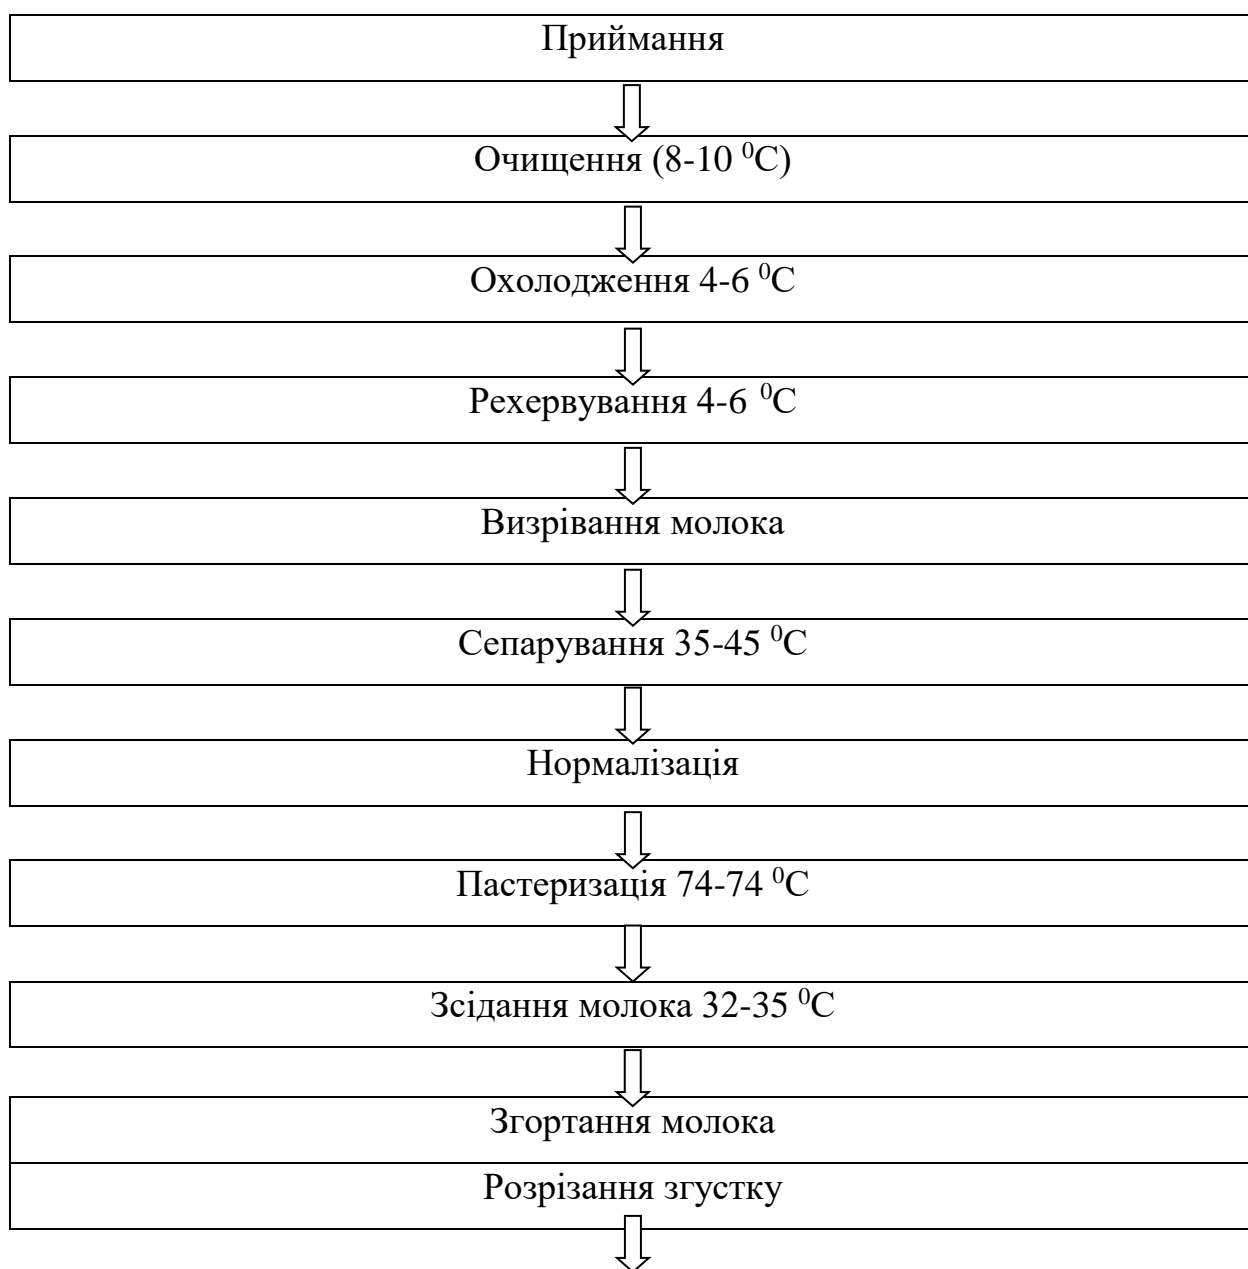 Приймання
Очищення (8-10 ⁰С)
Охолодження 4-6 ⁰С
Рехервування 4-6 ⁰С
Визрівання молока
Сепарування 35-45 ⁰С
Нормалізація
Пастеризація 74-74 ⁰С
Зсідання молока 32-35 ⁰С
Згортання молока
Розрізання згустку